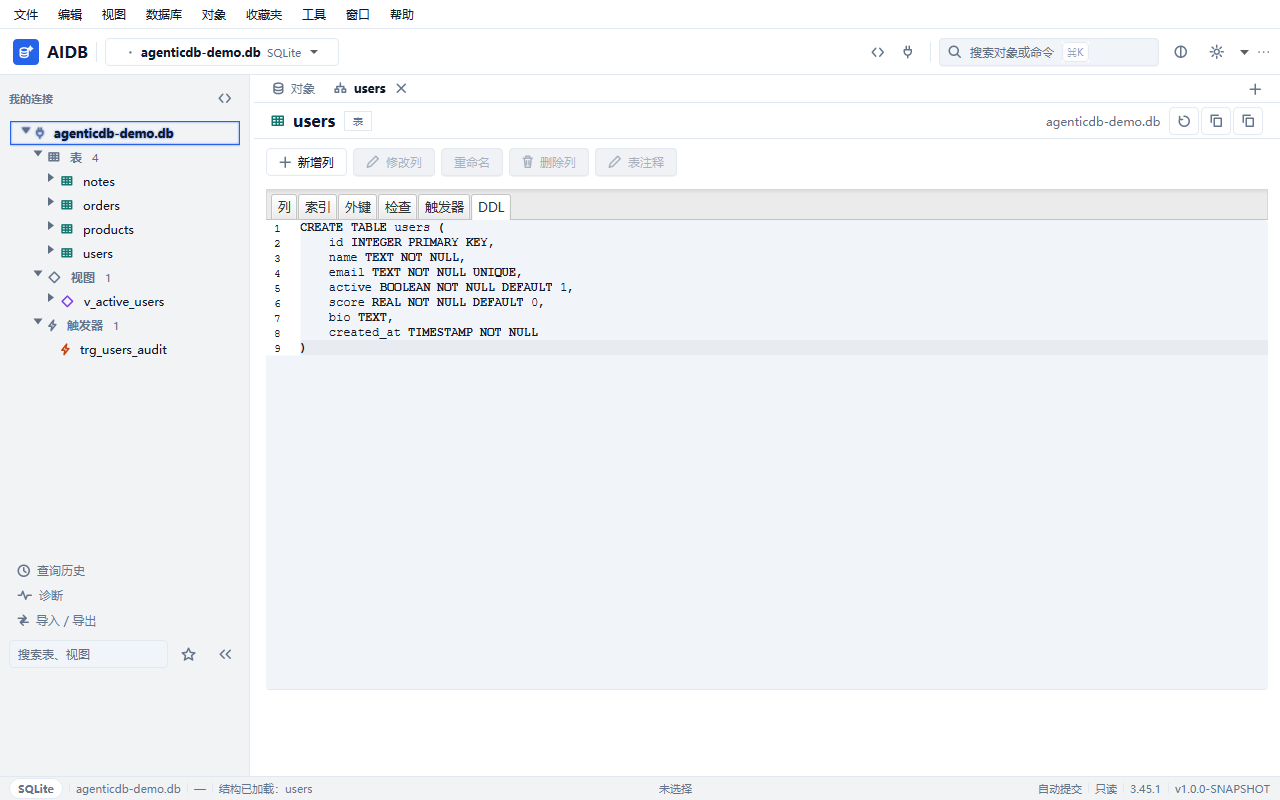 文件 编辑 视图 数据库 对象 收藏夹 工具 窗口 帮助
AIDB · agenticdb-demo.db SQLite 搜索对象或命令 ⌘K
我的连接
agenticdb-demo.db
表 4
notes
orders
products
users
视图 1
v_active_users
触发器 1
trg_users_audit
查询历史
诊断
导入 / 导出
搜索表、视图
对象 users
users 表 agenticdb-demo.db
新增列 修改列 重命名 删除列 表注释
列 索引 外键 检查 触发器 DDL
1 CREATE TABLE users (
2 id INTEGER PRIMARY KEY,
3 name TEXT NOT NULL,
4 email TEXT NOT NULL UNIQUE,
5 active BOOLEAN NOT NULL DEFAULT 1,
6 score REAL NOT NULL DEFAULT 0,
7 bio TEXT,
8 created_at TIMESTAMP NOT NULL
9 )
SQLite agenticdb-demo.db — 结构已加载：users 未选择 自动提交 只读 3.45.1 v1.0.0-SNAPSHOT